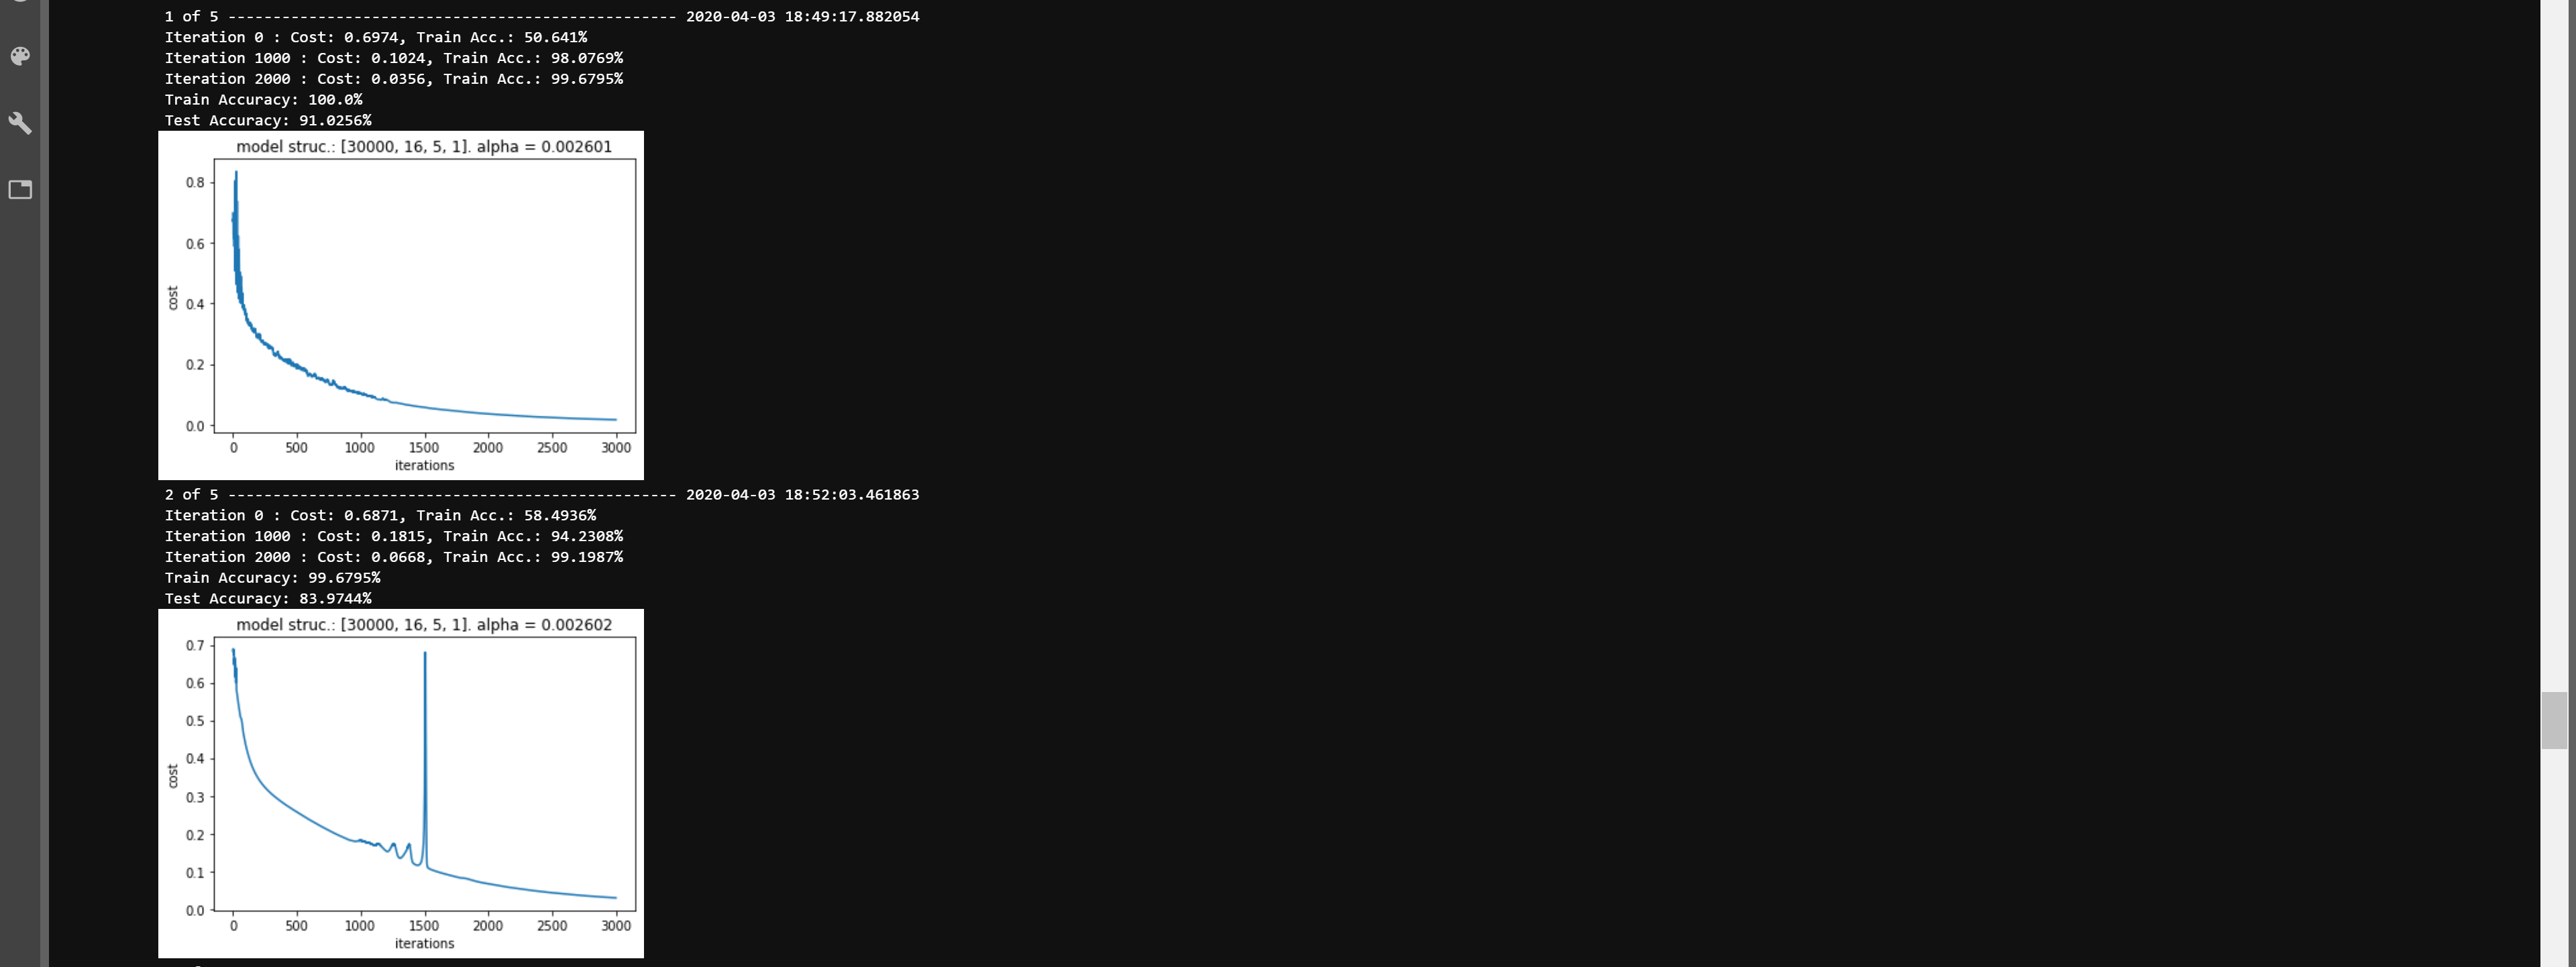 1 of 5 -------------------------------------------------- 2020-04-03 18:49:17.882054
Iteration 0 : Cost: 0.6974, Train Acc.: 50.641%
Iteration 1000 : Cost: 0.1024, Train Acc.: 98.0769%
Iteration 2000 : Cost: 0.0356, Train Acc.: 99.6795%
Train Accuracy: 100.0%
Test Accuracy: 91.0256%
model struc.: [30000, 16, 5, 1]. alpha = 0.002601
0.8
0.6
0.4
0.2
0.0
cost
0 500 1000 1500 2000 2500 3000
iterations
2 of 5 -------------------------------------------------- 2020-04-03 18:52:03.461863
Iteration 0 : Cost: 0.6871, Train Acc.: 58.4936%
Iteration 1000 : Cost: 0.1815, Train Acc.: 94.2308%
Iteration 2000 : Cost: 0.0668, Train Acc.: 99.1987%
Train Accuracy: 99.6795%
Test Accuracy: 83.9744%
model struc.: [30000, 16, 5, 1]. alpha = 0.002602
0.7
0.6
0.5
0.4
0.3
0.2
0.1
0.0
cost
0 500 1000 1500 2000 2500 3000
iterations